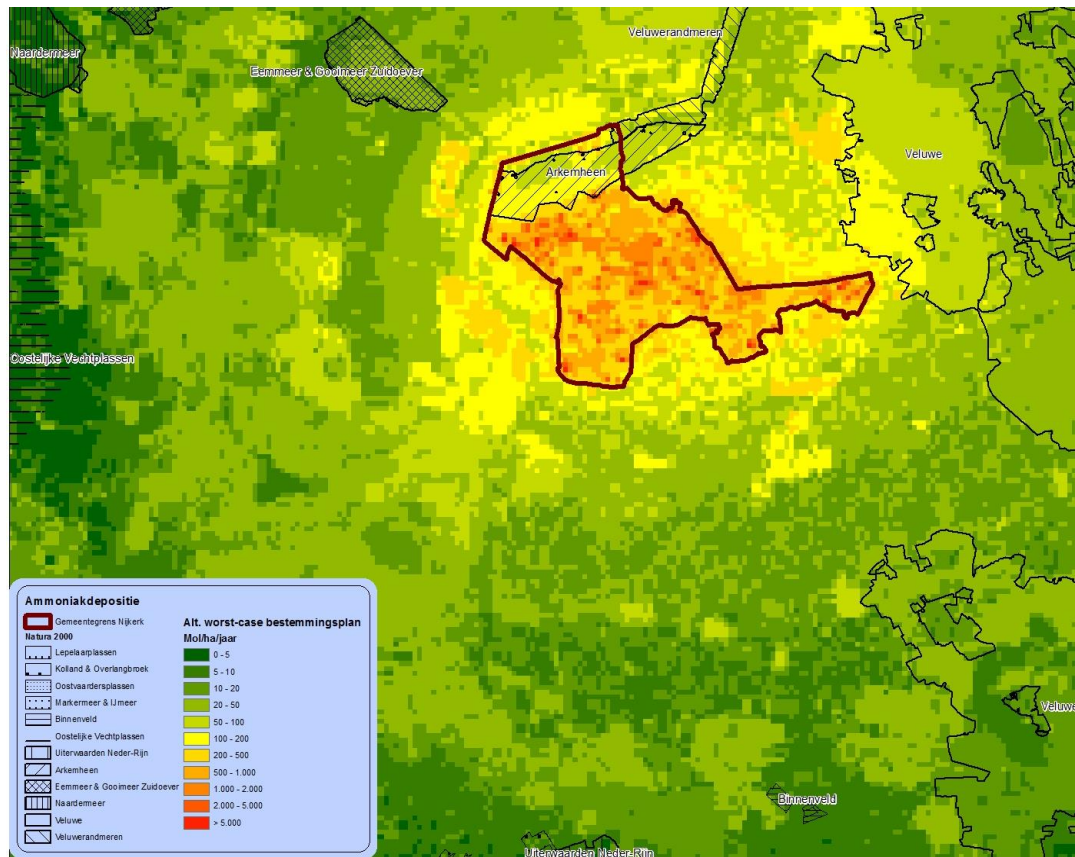 Naardermeer
Eemmeer & Gooimeer Zuidoever
Veluwerandmeren
Arkemheen
Veluwe
Oostelijke Vechtplassen
Veluwe
Binnenveld
Uiterwaarden Neder-Rijn
Ammoniakdepositie
Gemeentegrens Nijkerk
Natura 2000
Lepelaarplassen
Kolland & Overlangbroek
Oostvaardersplassen
Markermeer & IJmeer
Binnenveld
Oostelijke Vechtplassen
Uiterwaarden Neder-Rijn
Arkemheen
Eemmeer & Gooimeer Zuidoever
Naardermeer
Veluwe
Veluwerandmeren
Alt. worst-case bestemmingsplan
Mol/ha/jaar
0 - 5
5 - 10
10 - 20
20 - 50
50 - 100
100 - 200
200 - 500
500 - 1.000
1.000 - 2.000
2.000 - 5.000
> 5.000